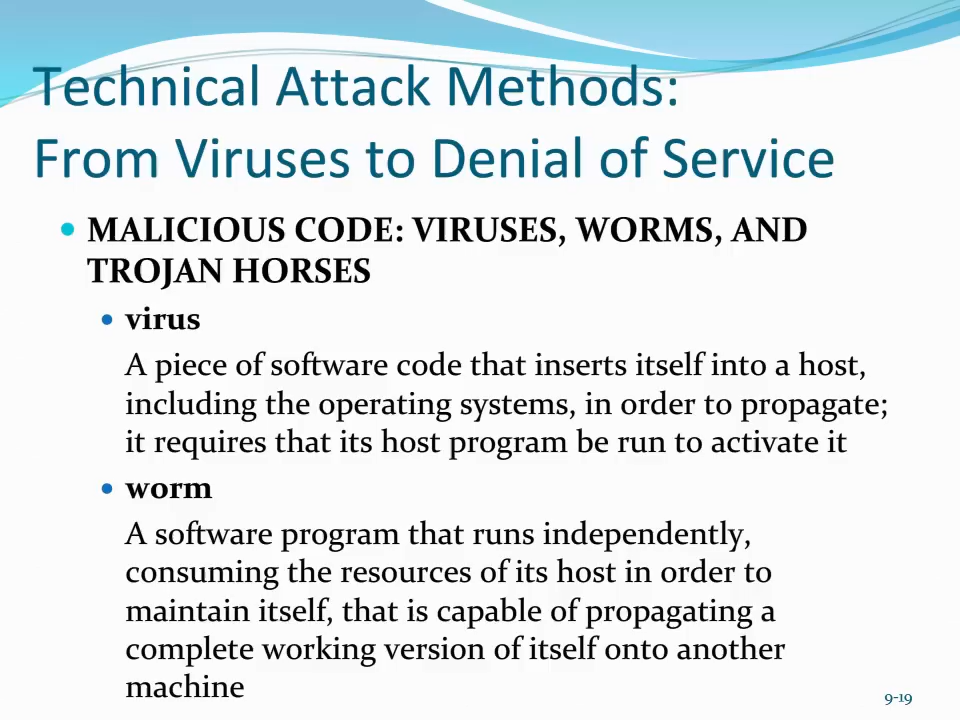 Technical Attack Methods:
From Viruses to Denial of Service
• MALICIOUS CODE: VIRUSES, WORMS, AND
TROJAN HORSES
• virus
A piece of software code that inserts itself into a host,
including the operating systems, in order to propagate;
it requires that its host program be run to activate it
• worm
A software program that runs independently,
consuming the resources of its host in order to
maintain itself, that is capable of propagating a
complete working version of itself onto another
machine
9-19